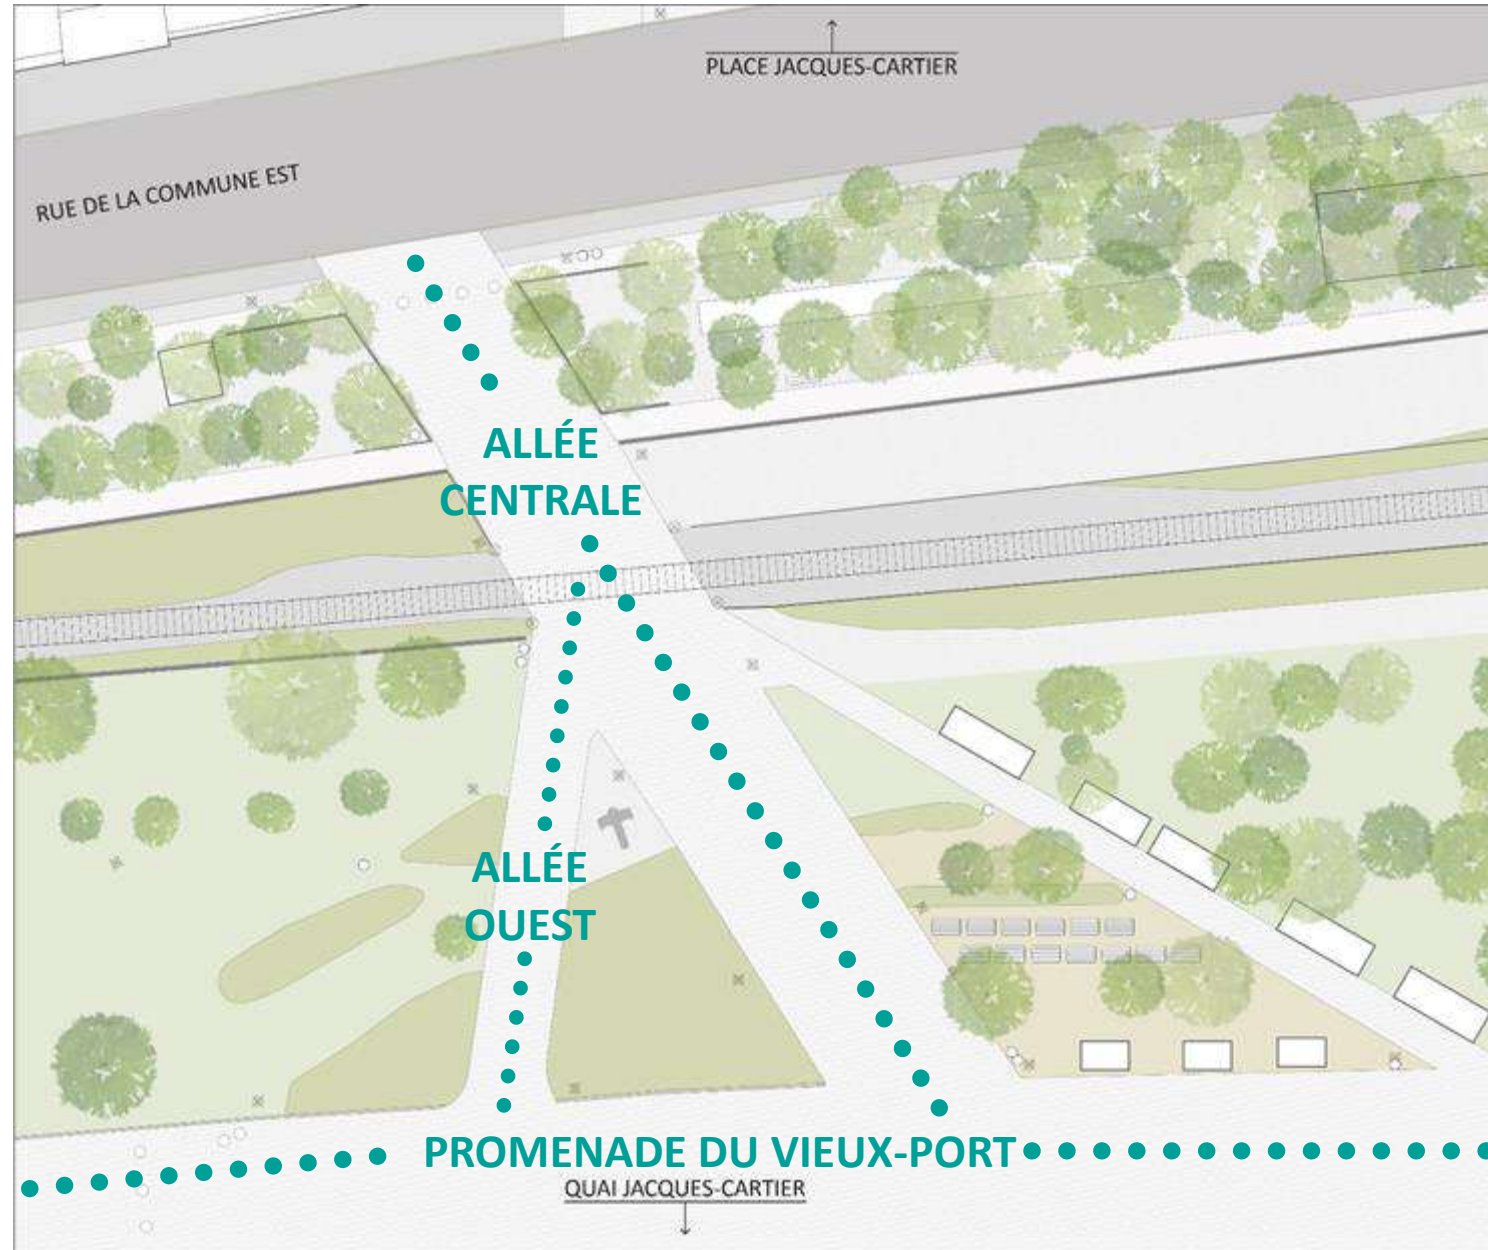 PLACE JACQUES-CARTIER
RUE DE LA COMMUNE EST
ALLÉE
CENTRALE
ALLÉE
OUEST
PROMENADE DU VIEUX-PORT
QUAI JACQUES-CARTIER